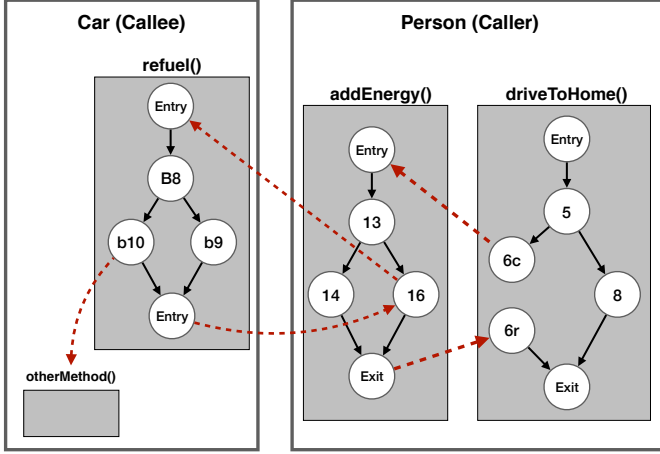 Car (Callee)
refuel()
Entry
B8
b10
b9
Entry
otherMethod()
Person (Caller)
addEnergy()
Entry
13
14
16
Exit
driveToHome()
Entry
5
6c
8
6r
Exit